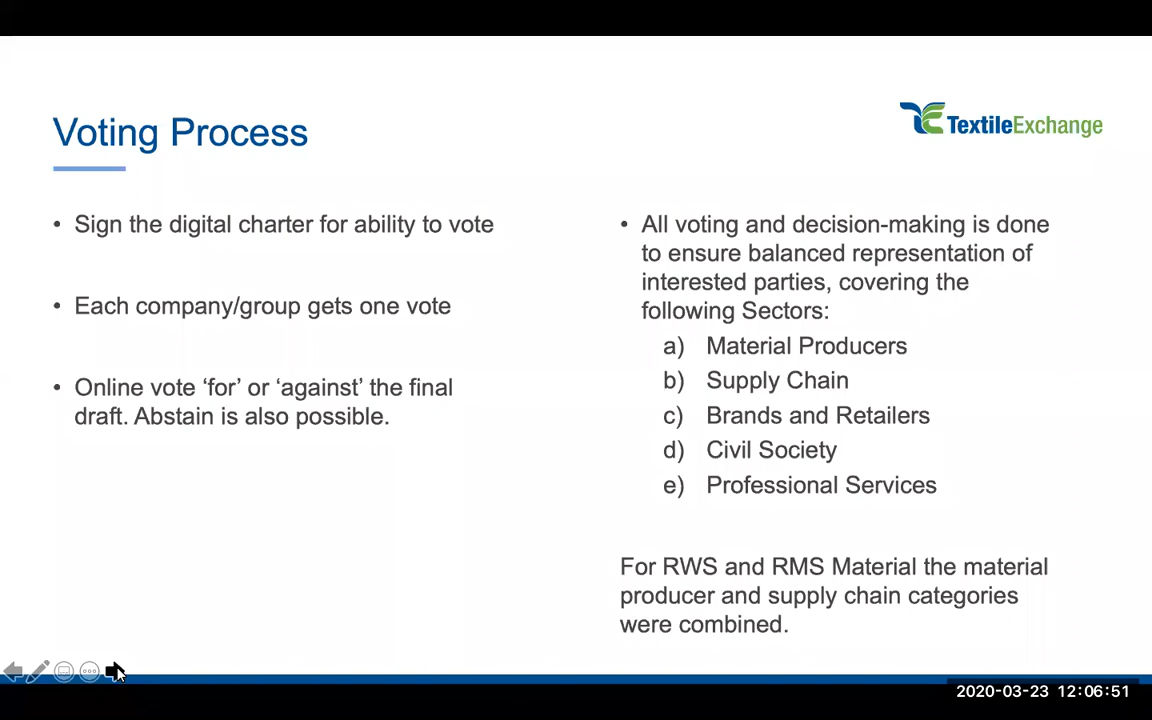 Voting Process
TextileExchange
• Sign the digital charter for ability to vote
• Each company/group gets one vote
• Online vote ‘for’ or ‘against’ the final
draft. Abstain is also possible.
• All voting and decision-making is done
to ensure balanced representation of
interested parties, covering the
following Sectors:
a) Material Producers
b) Supply Chain
c) Brands and Retailers
d) Civil Society
e) Professional Services
For RWS and RMS Material the material
producer and supply chain categories
were combined.
2020-03-23 12:06:51